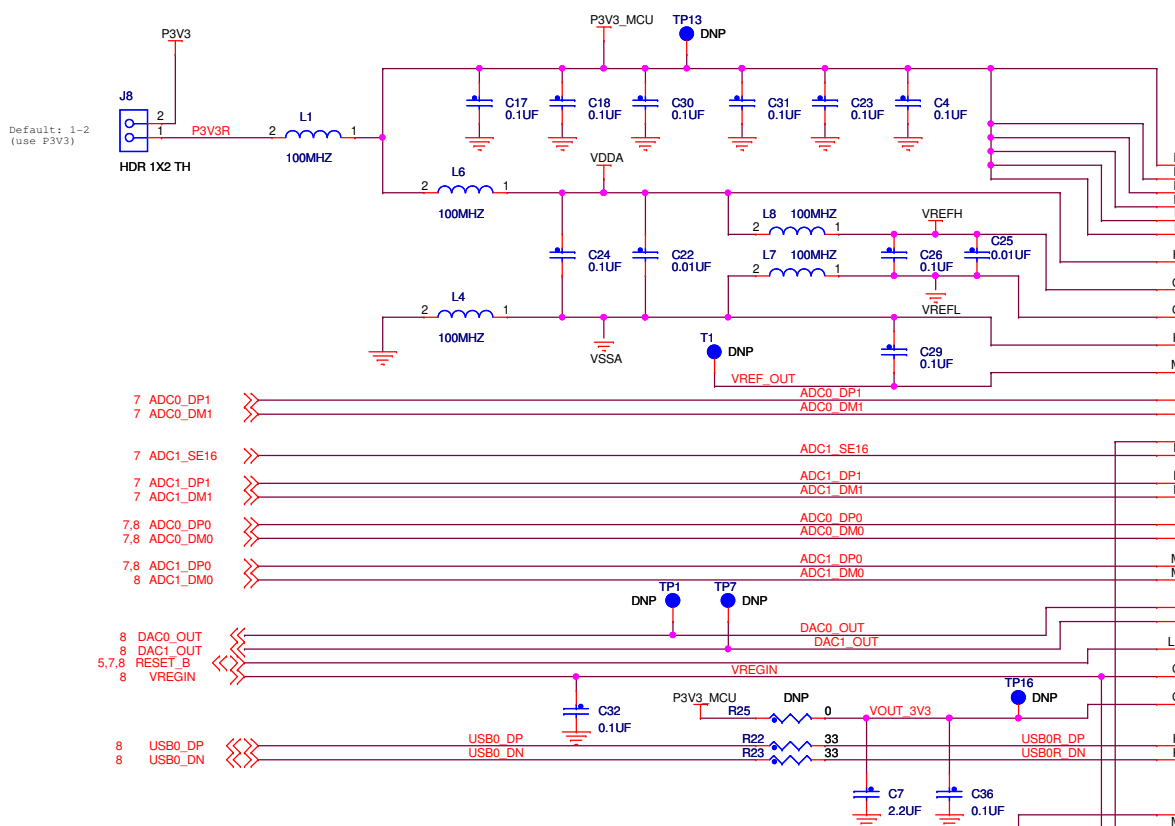 P3V3_MCU TP13
DNP
P3V3
J8
2
1
Default: 1-2
(use P3V3)
P3V3R
HDR 1X2 TH
2 L1 1
100MHZ
C17
0.1UF
C18
0.1UF
C30
0.1UF
C31
0.1UF
C23
0.1UF
C4
0.1UF
VDDA
2 L6 1
100MHZ
C24
0.1UF
C22
0.01UF
L8 100MHZ
2 1
L7 100MHZ
2 1
VREFH
C26
0.1UF
C25
0.01UF
2 L4 1
100MHZ
VSSA
VREFL
T1
DNP
C29
0.1UF
VREF_OUT
7 ADC0_DP1 ADC0_DP1
7 ADC0_DM1 ADC0_DM1
7 ADC1_SE16 ADC1_SE16
7 ADC1_DP1 ADC1_DP1
7 ADC1_DM1 ADC1_DM1
7,8 ADC0_DP0 ADC0_DP0
7,8 ADC0_DM0 ADC0_DM0
7,8 ADC1_DP0 ADC1_DP0
8 ADC1_DM0 ADC1_DM0
TP1 TP7
DNP DNP
8 DAC0_OUT DAC0_OUT
8 DAC1_OUT DAC1_OUT
5,7,8 RESET_B
8 VREGIN VREGIN
C32
0.1UF
P3V3_MCU
R25 DNP 0
VOUT_3V3
TP16
DNP
8 USB0_DP USB0_DP R22 33 USB0R_DP
8 USB0_DN USB0_DN R23 33 USB0R_DN
C7
2.2UF
C36
0.1UF